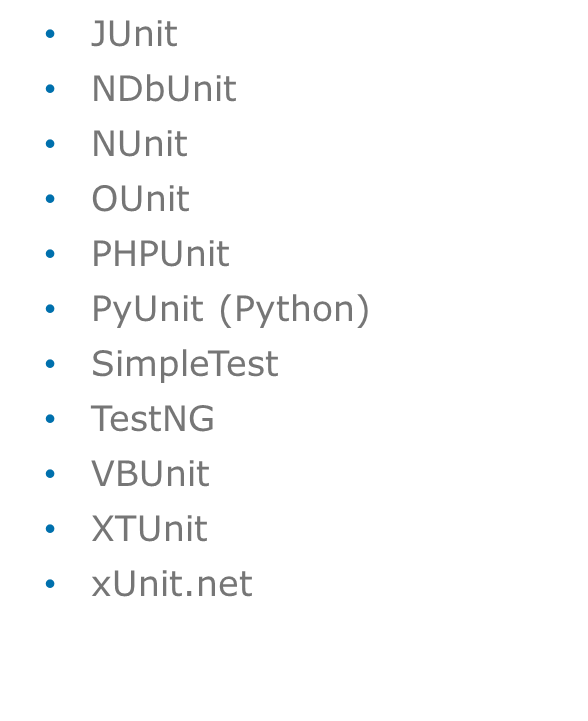 • JUnit
• NDbUnit
• NUnit
• OUnit
• PHPUnit
• PyUnit (Python)
• SimpleTest
• TestNG
• VBUnit
• XTUnit
• xUnit.net